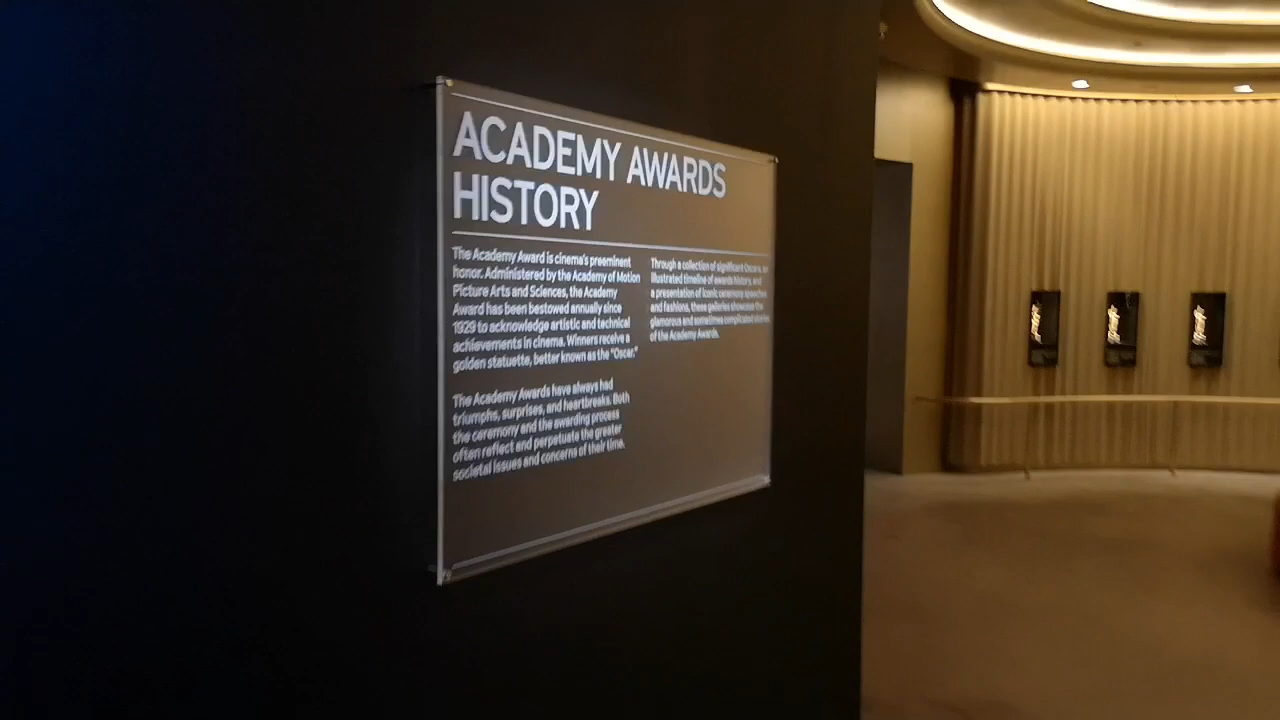 ACADEMY AWARDS
HISTORY
The Academy Award is cinema's preeminent
honor. Administered by the Academy of Motion
Picture Arts and Sciences, the Academy
Award has been bestowed annually since
1929 to acknowledge artistic and technical
achievements in cinema. Winners receive a
golden statuette, better known as the "Oscar."
The Academy Awards have always had
triumphs, surprises, and heartbreaks. Both
the ceremony and the awarding process
often reflect and perpetuate the greater
societal issues and concerns of their time.
Through a collection of significant Oscars, an
illustrated timeline of awards history, and
a presentation of iconic ceremony speeches
and fashions, these galleries showcase the
glamorous and sometimes complicated stories
of the Academy Awards.